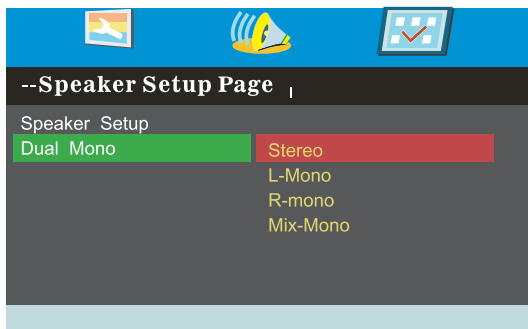 --Speaker Setup Page
Speaker Setup
Dual Mono
Stereo
L-Mono
R-mono
Mix-Mono